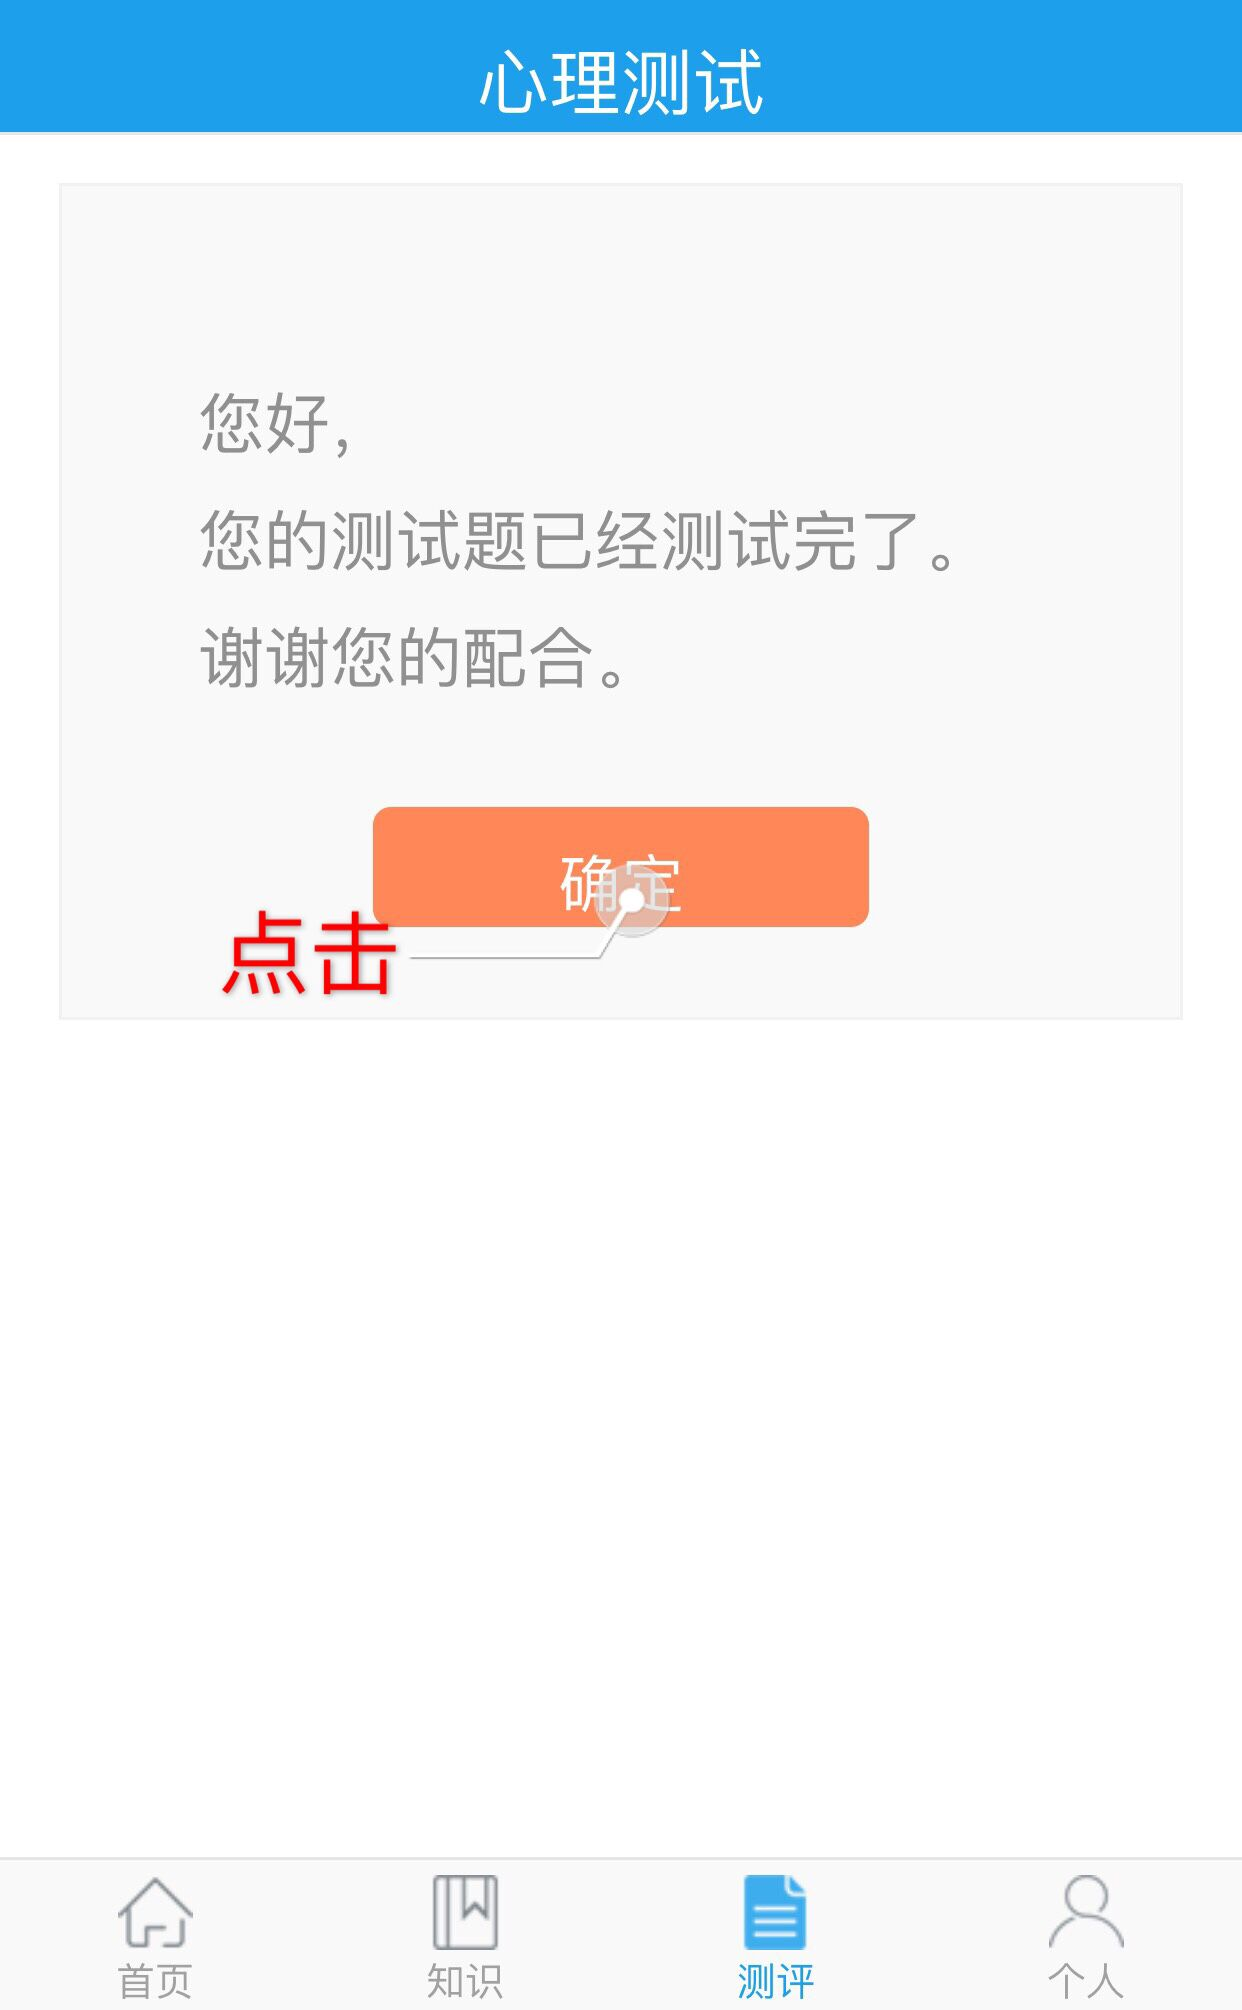 心理测试
您好,
您的测试题已经测试完了。
谢谢您的配合。
确定
点击
首页
知识
测评
个人